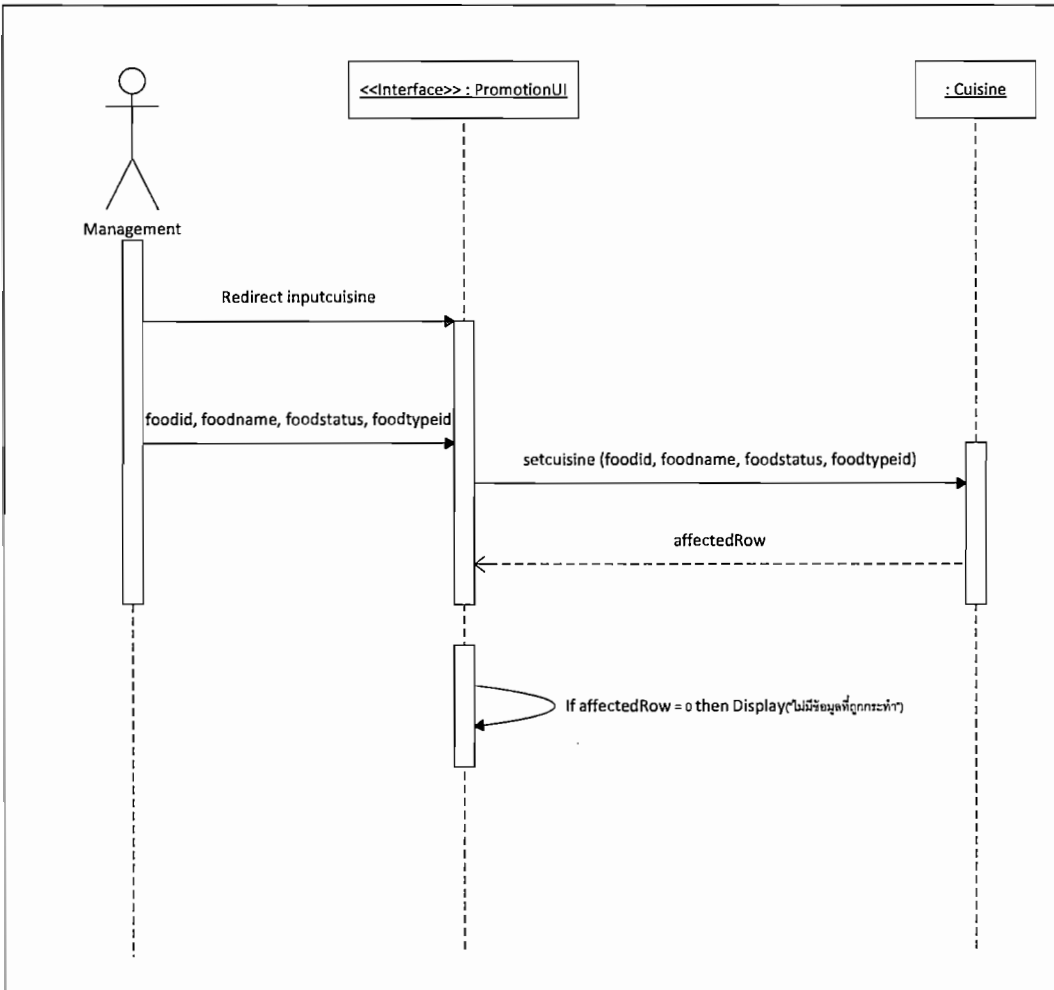 <<Interface>> : PromotionUI
: Cuisine
Management
Redirect inputcuisine
foodid, foodname, foodstatus, foodtypeid
setcuisine (foodid, foodname, foodstatus, foodtypeid)
affectedRow
If affectedRow = 0 then Display("ไม่มีข้อมูลที่ถูกกระทำ")